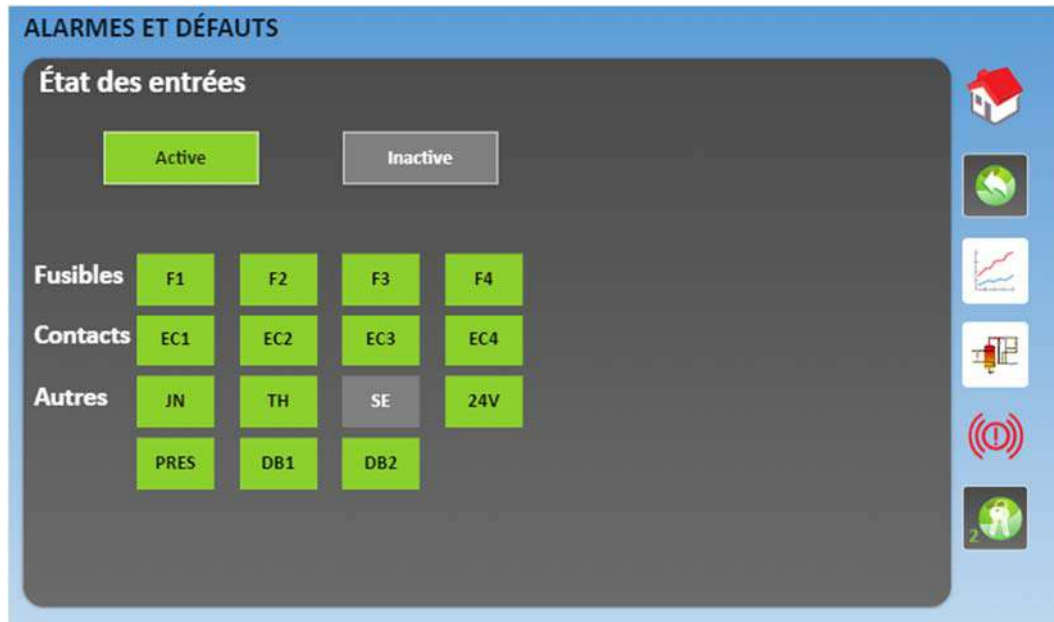 ALARMES ET DÉFAUTS
État des entrées
Active Inactive
Fusibles F1 F2 F3 F4
Contacts EC1 EC2 EC3 EC4
Autres JN TH SE 24V
PRES DB1 DB2
2